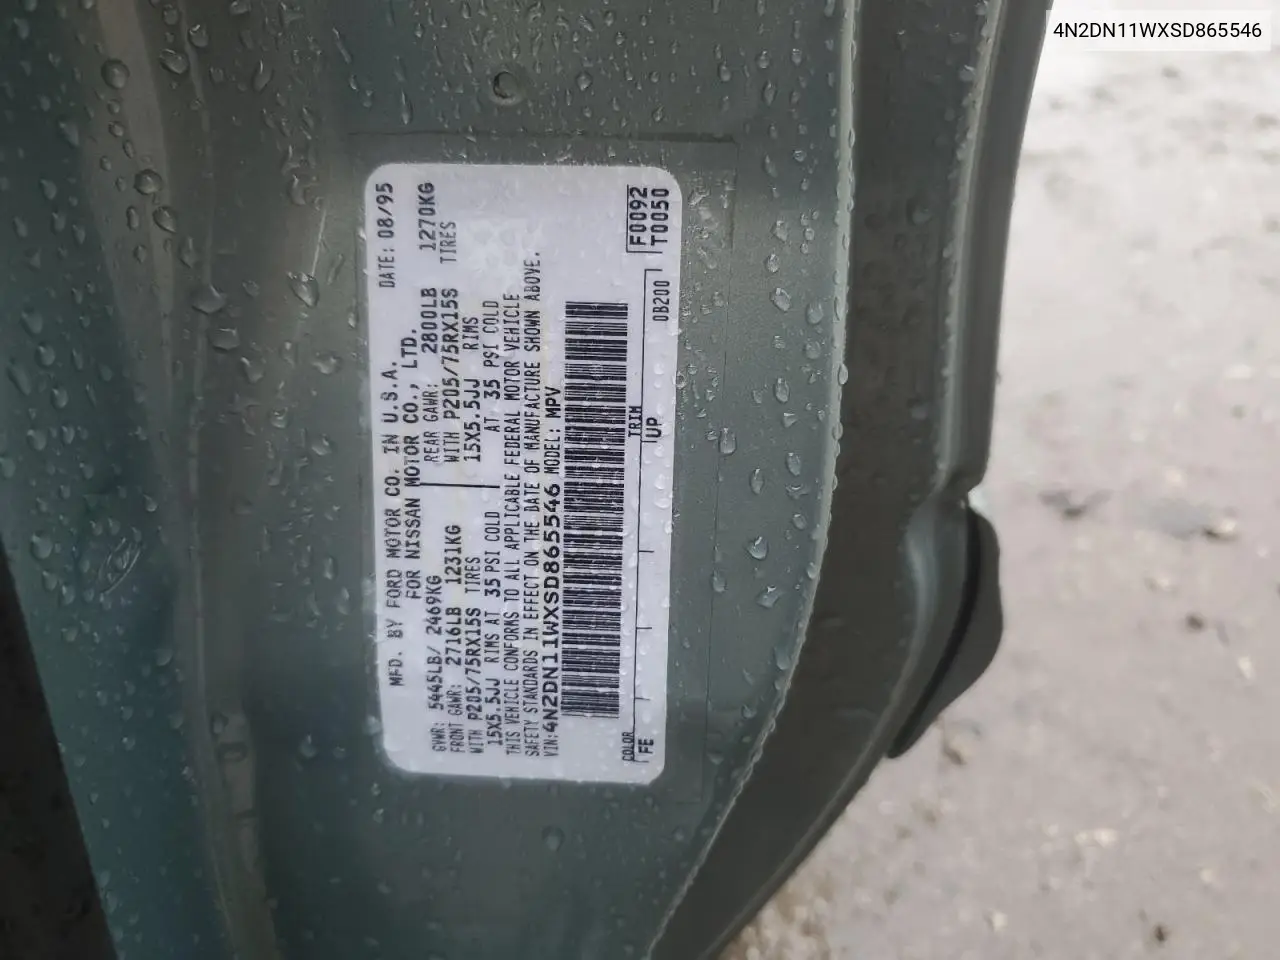 4N2DN11WXSD865546
MFD. BY FORD MOTOR CO. IN U.S.A.
DATE: 08/95
FOR NISSAN MOTOR CO., LTD.
GVWR: 5445LB/ 2469KG
REAR GAWR: 2800LB 1270KG
FRONT GAWR: 2716LB 1231KG
WITH P205/75RX15S TIRES
WITH P205/75RX15S TIRES
15X5.5JJ RIMS
15X5.5JJ RIMS AT 35 PSI COLD
AT 35 PSI COLD
THIS VEHICLE CONFORMS TO ALL APPLICABLE FEDERAL MOTOR VEHICLE
SAFETY STANDARDS IN EFFECT ON THE DATE OF MANUFACTURE SHOWN ABOVE.
VIN: 4N2DN11WXSD865546 MODEL: MPV
F0092
T0050
COLOR
TRIM
FE
UP
DB200